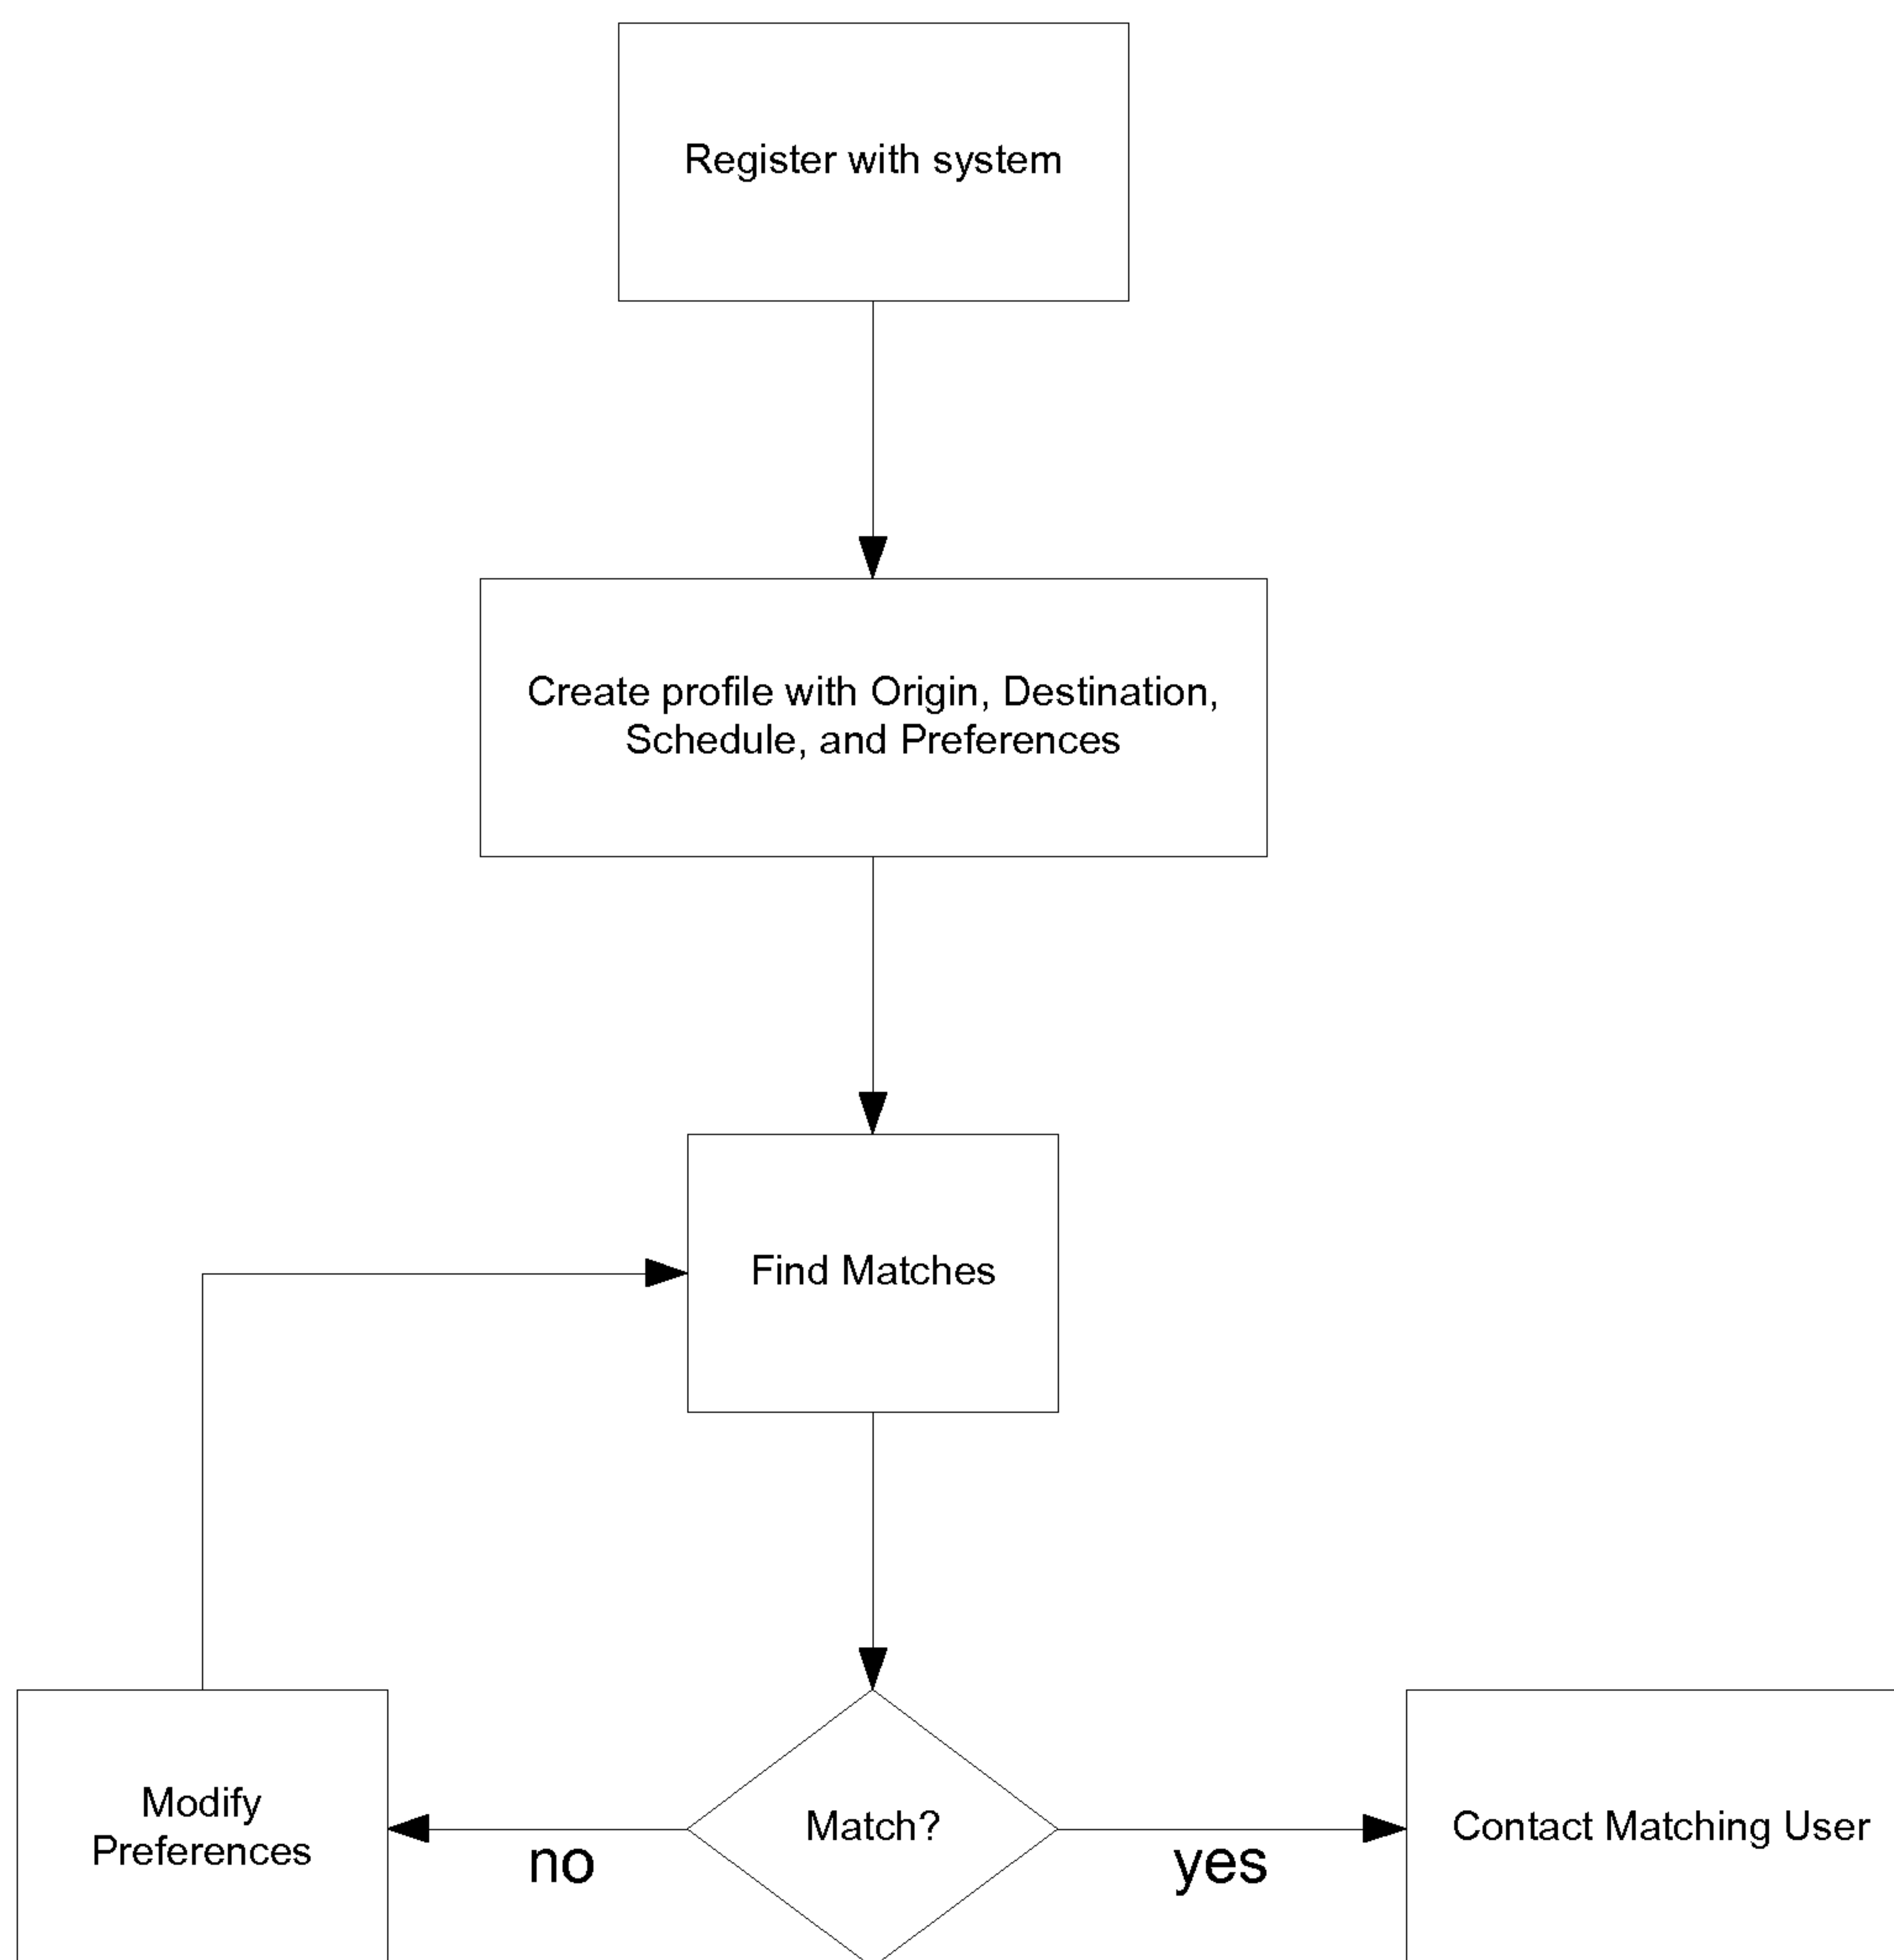 Register with system
Create profile with Origin, Destination,
Schedule, and Preferences
Find Matches
Modify
Preferences
no
Match?
yes
Contact Matching User